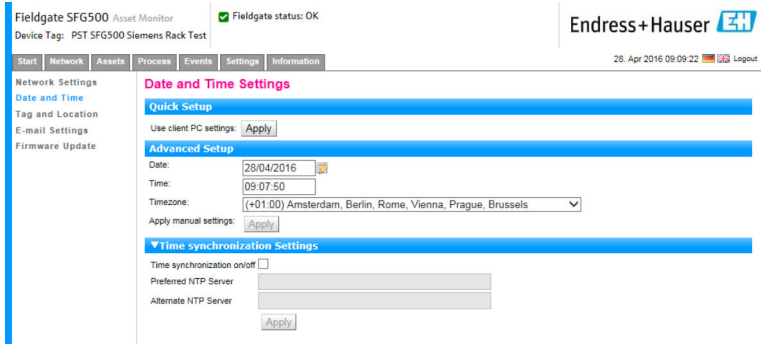 Fieldgate SFG500 Asset Monitor
Device Tag: PST SFG500 Siemens Rack Test
Fieldgate status: OK
Endress+Hauser EH
Start Network Assets Process Events Settings Information
28. Apr 2016 09:09:22 Logout
Network Settings
Date and Time
Tag and Location
E-mail Settings
Firmware Update
Date and Time Settings
Quick Setup
Use client PC settings: Apply
Advanced Setup
Date: 28/04/2016
Time: 09:07:50
Timezone: (+01:00) Amsterdam, Berlin, Rome, Vienna, Prague, Brussels
Apply manual settings: Apply
▼Time synchronization Settings
Time synchronization on/off
Preferred NTP Server
Alternate NTP Server
Apply